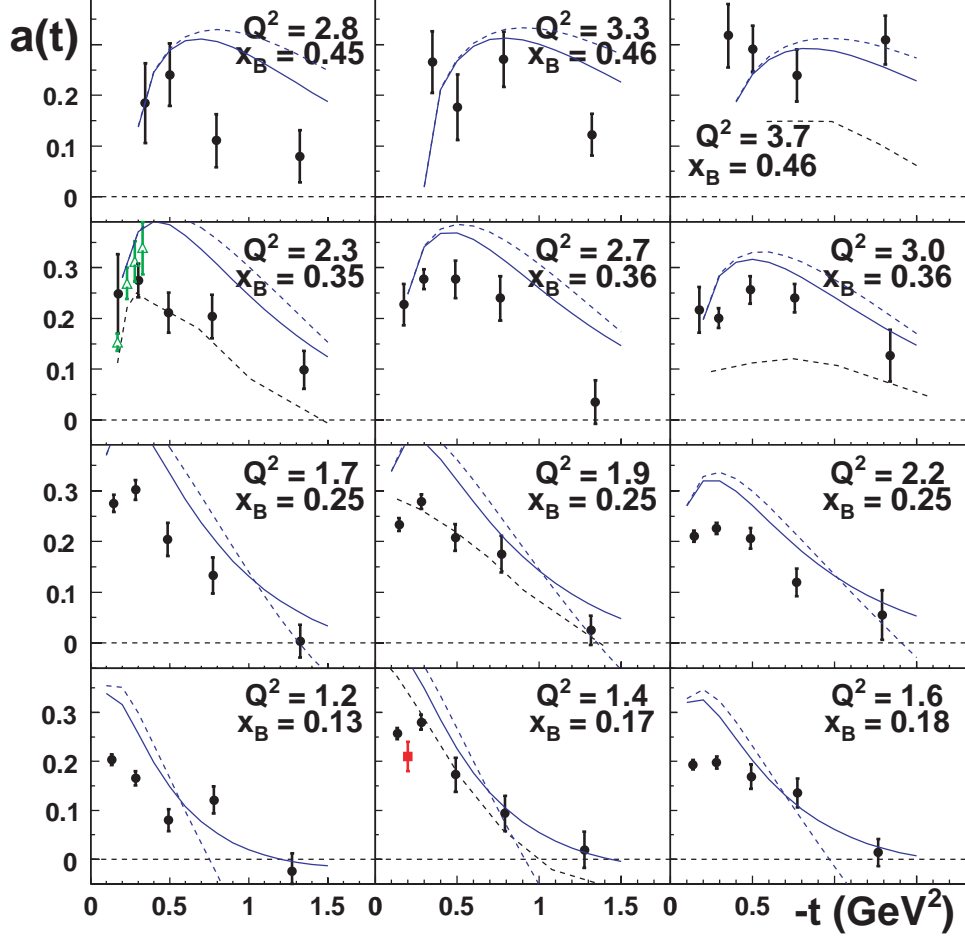 a(t)
Q² = 2.8
x_B = 0.45
Q² = 3.3
x_B = 0.46
Q² = 3.7
x_B = 0.46
0.2
0.1
0
Q² = 2.3
x_B = 0.35
Q² = 2.7
x_B = 0.36
Q² = 3.0
x_B = 0.36
0.3
0.2
0.1
0
Q² = 1.7
x_B = 0.25
Q² = 1.9
x_B = 0.25
Q² = 2.2
x_B = 0.25
0.3
0.2
0.1
0
Q² = 1.2
x_B = 0.13
Q² = 1.4
x_B = 0.17
Q² = 1.6
x_B = 0.18
0.3
0.2
0.1
0
0 0.5 1 1.5 0 0.5 1 1.5 0 0.5
-t (GeV²)